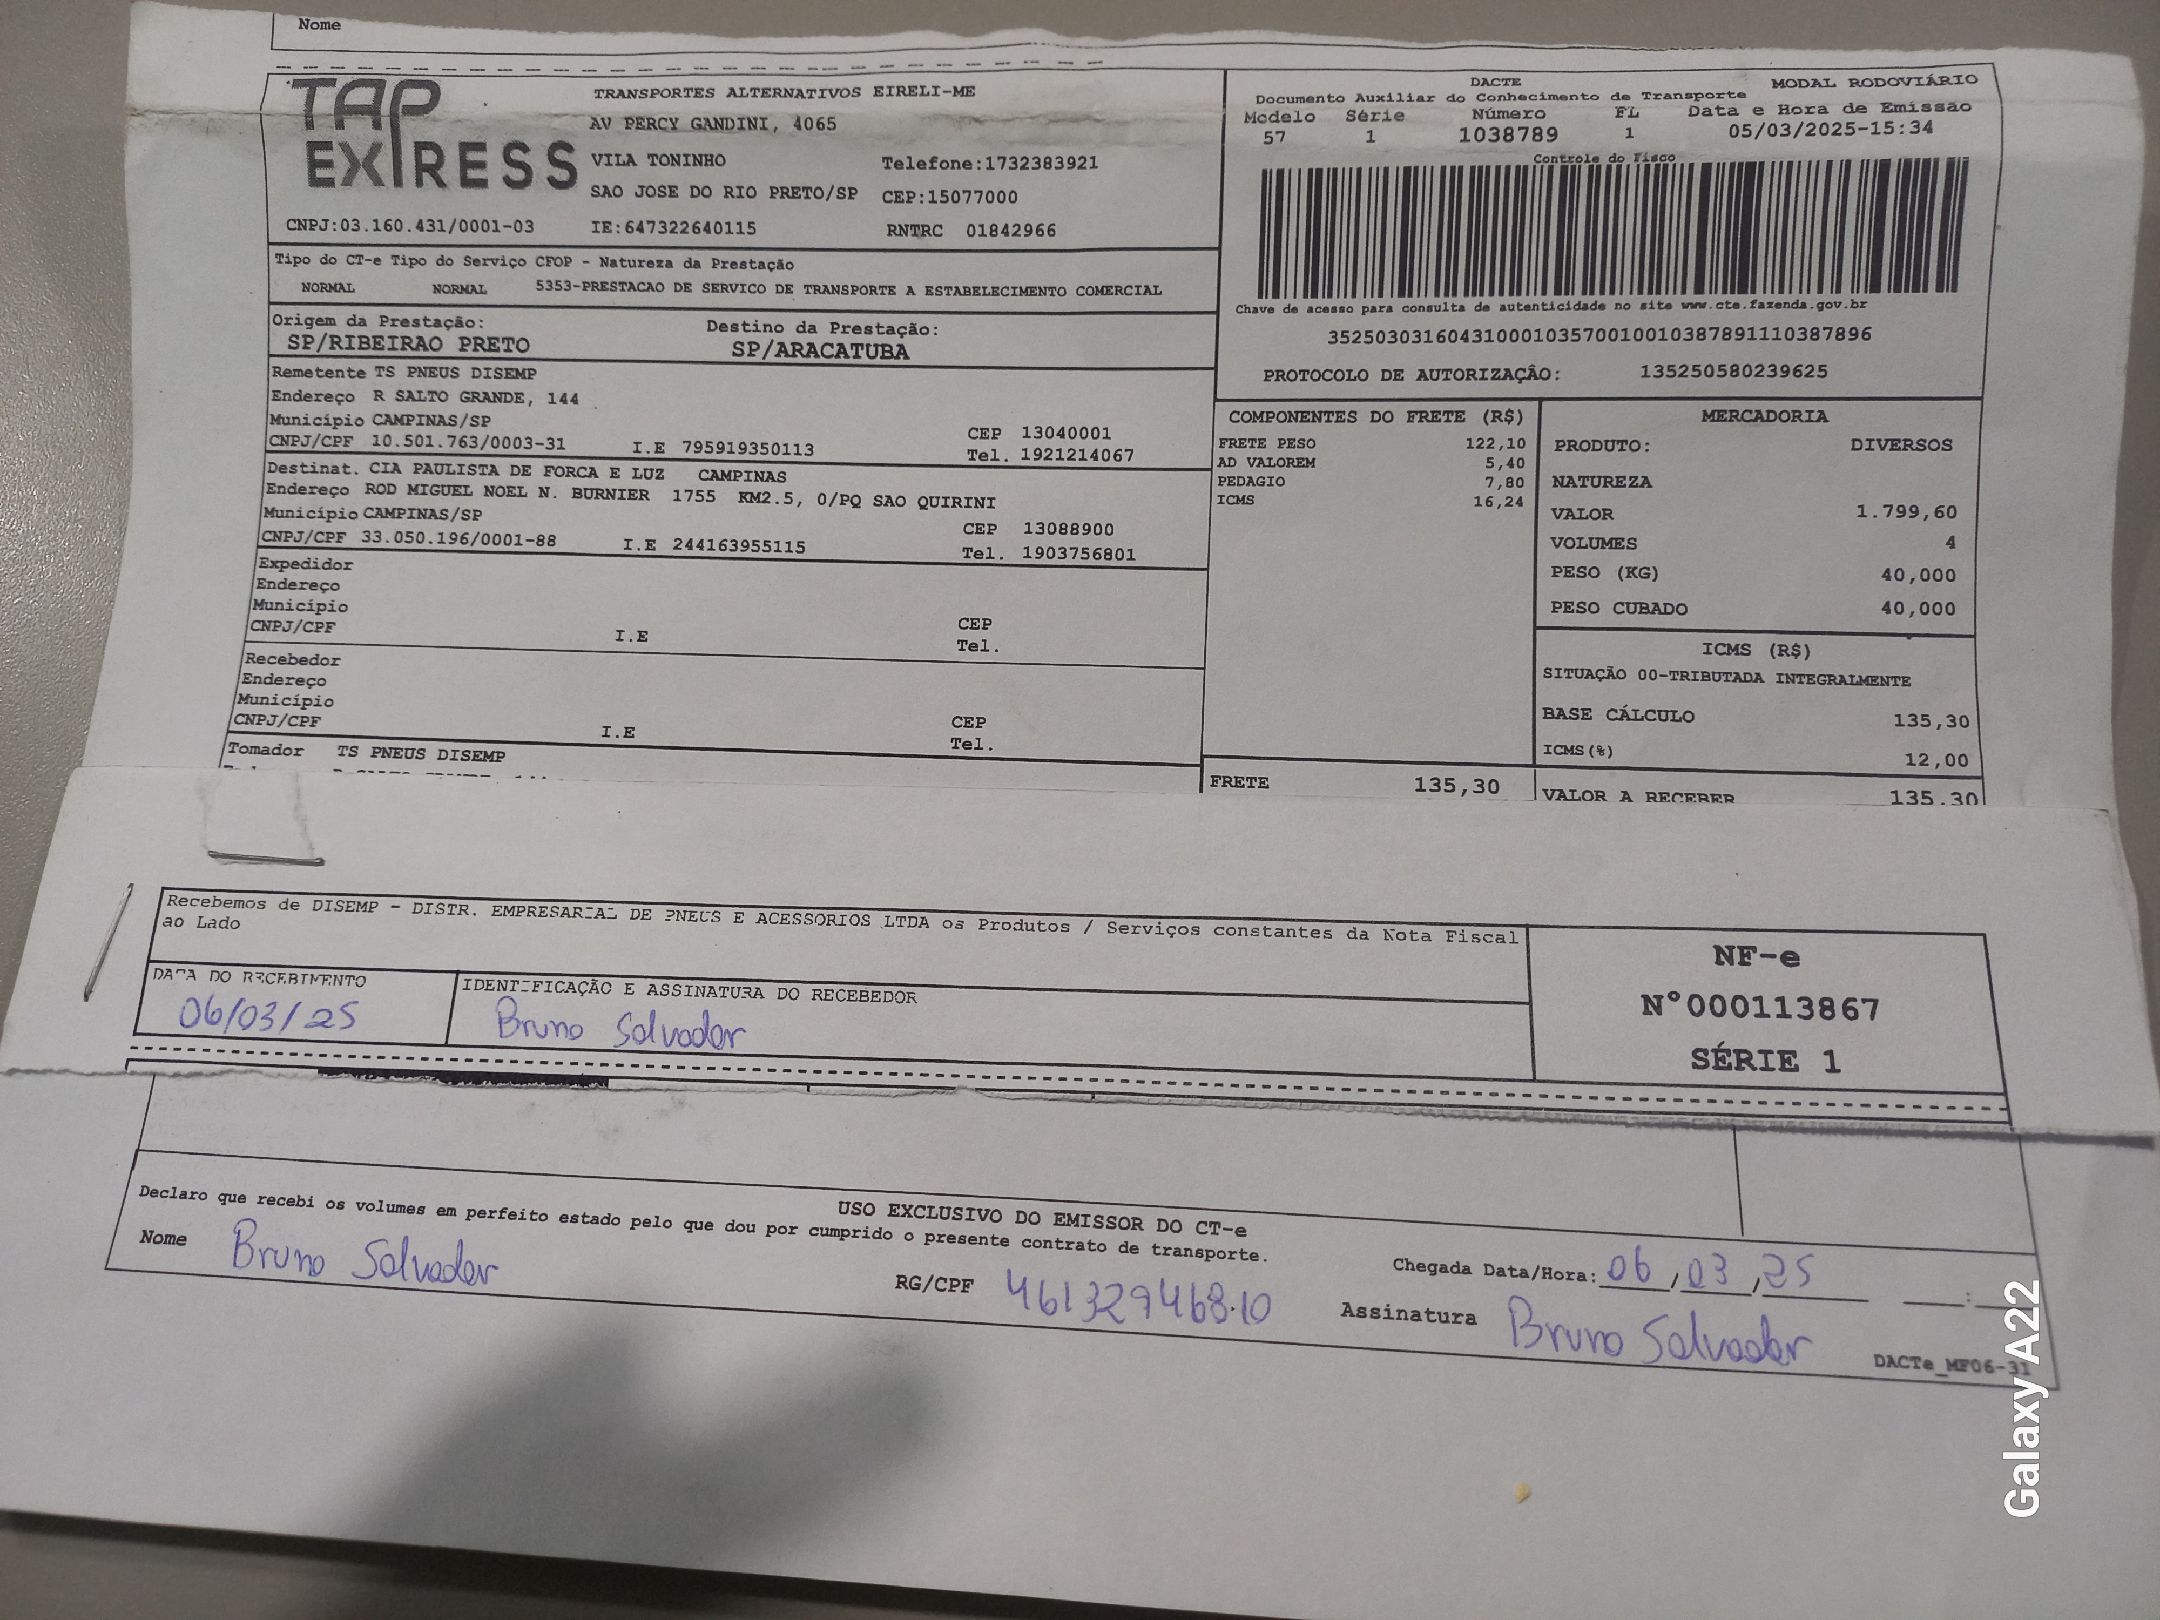 Nome
TAP EXPRESS
TRANSPORTES ALTERNATIVOS EIRELI-ME
AV PERCY GANDINI, 4065
VILA TONINHO Telefone:1732383921
SAO JOSE DO RIO PRETO/SP CEP:15077000
CNPJ:03.160.431/0001-03 IE:647322640115 RNTRC 01842966
DACTE MODAL RODOVIÁRIO
Documento Auxiliar do Conhecimento de Transporte
Modelo Série Número FL Data e Hora de Emissão
57 1 1038789 1 05/03/2025-15:34
Controle do Fisco
Chave de acesso para consulta de autenticidade no site www.cte.fazenda.gov.br
35250303160431000103570010010387891110387896
PROTOCOLO DE AUTORIZAÇÃO: 135250580239625
Tipo do CT-e Tipo do Serviço CFOP - Natureza da Prestação
NORMAL NORMAL 5353-PRESTACAO DE SERVICO DE TRANSPORTE A ESTABELECIMENTO COMERCIAL
Origem da Prestação: Destino da Prestação:
SP/RIBEIRAO PRETO SP/ARACATUBA
Remetente TS PNEUS DISEMP
Endereço R SALTO GRANDE, 144
Município CAMPINAS/SP CEP 13040001
CNPJ/CPF 10.501.763/0003-31 I.E 795919350113 Tel. 1921214067
Destinat. CIA PAULISTA DE FORCA E LUZ CAMPINAS
Endereço ROD MIGUEL NOEL N. BURNIER 1755 KM2.5, 0/PQ SAO QUIRINI
Município CAMPINAS/SP CEP 13088900
CNPJ/CPF 33.050.196/0001-88 I.E 244163955115 Tel. 1903756801
Expedidor
Endereço
Município CEP
CNPJ/CPF I.E Tel.
Recebedor
Endereço
Município CEP
CNPJ/CPF I.E Tel.
Tomador TS PNEUS DISEMP
COMPONENTES DO FRETE (R$)
FRETE PESO 122,10
AD VALOREM 5,40
PEDAGIO 7,80
ICMS 16,24
FRETE 135,30
MERCADORIA
PRODUTO: DIVERSOS
NATUREZA
VALOR 1.799,60
VOLUMES 4
PESO (KG) 40,000
PESO CUBADO 40,000
ICMS (R$)
SITUAÇÃO 00-TRIBUTADA INTEGRALMENTE
BASE CÁLCULO 135,30
ICMS(%) 12,00
VALOR A RECEBER 135,30
Recebemos de DISEMP - DISTR. EMPRESARIAL DE PNEUS E ACESSORIOS LTDA os Produtos / Serviços constantes da Nota Fiscal
ao Lado
DATA DO RECEBIMENTO IDENTIFICAÇÃO E ASSINATURA DO RECEBEDOR
06/03/25 Bruno Salvador
NF-e
N°000113867
SÉRIE 1
USO EXCLUSIVO DO EMISSOR DO CT-e
Declaro que recebi os volumes em perfeito estado pelo que dou por cumprido o presente contrato de transporte.
Nome Bruno Salvador RG/CPF 461329468-10
Chegada Data/Hora: 06/03/25 __:__
Assinatura Bruno Salvador
DACTe_MF06-31
Galaxy A22